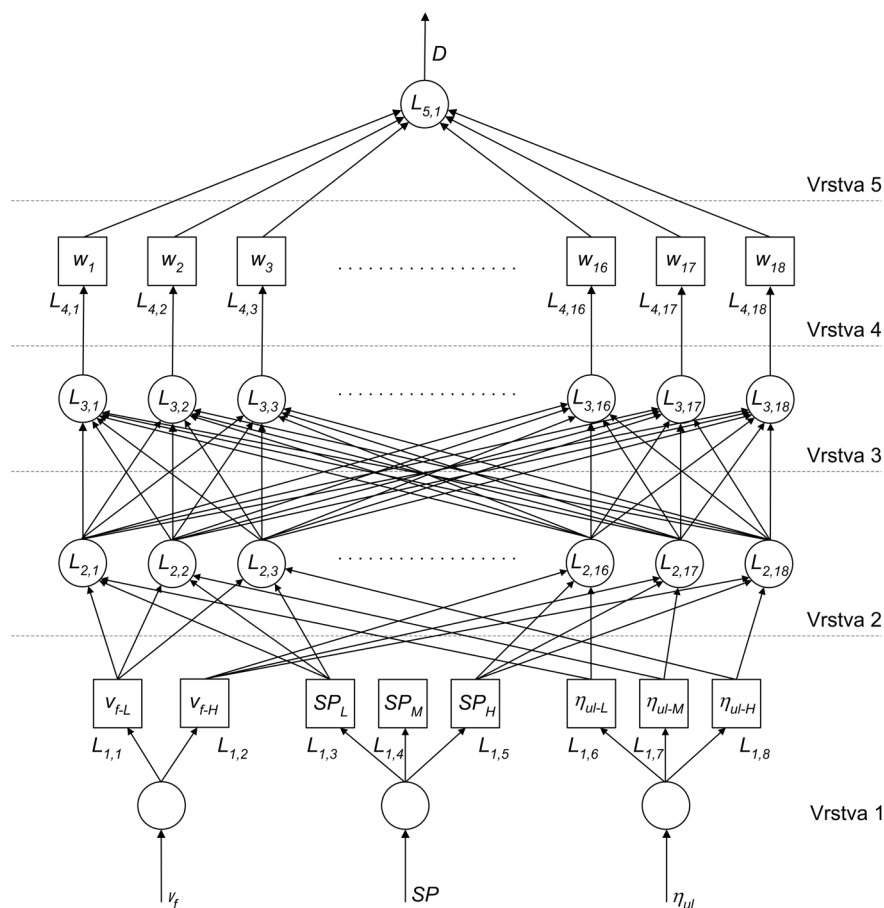 D
L5,1
Vrstva 5
w1 w2 w3 . . . . . . . . . . . . . . . . . . w16 w17 w18
L4,1 L4,2 L4,3 L4,16 L4,17 L4,18
Vrstva 4
L3,1 L3,2 L3,3 . . . . . . . . . . . . . . . . . . L3,16 L3,17 L3,18
Vrstva 3
L2,1 L2,2 L2,3 . . . . . . . . . . . . . . . . . . L2,16 L2,17 L2,18
Vrstva 2
vf-L vf-H SPL SPM SPH ηul-L ηul-M ηul-H
L1,1 L1,2 L1,3 L1,4 L1,5 L1,6 L1,7 L1,8
Vrstva 1
vf SP ηul